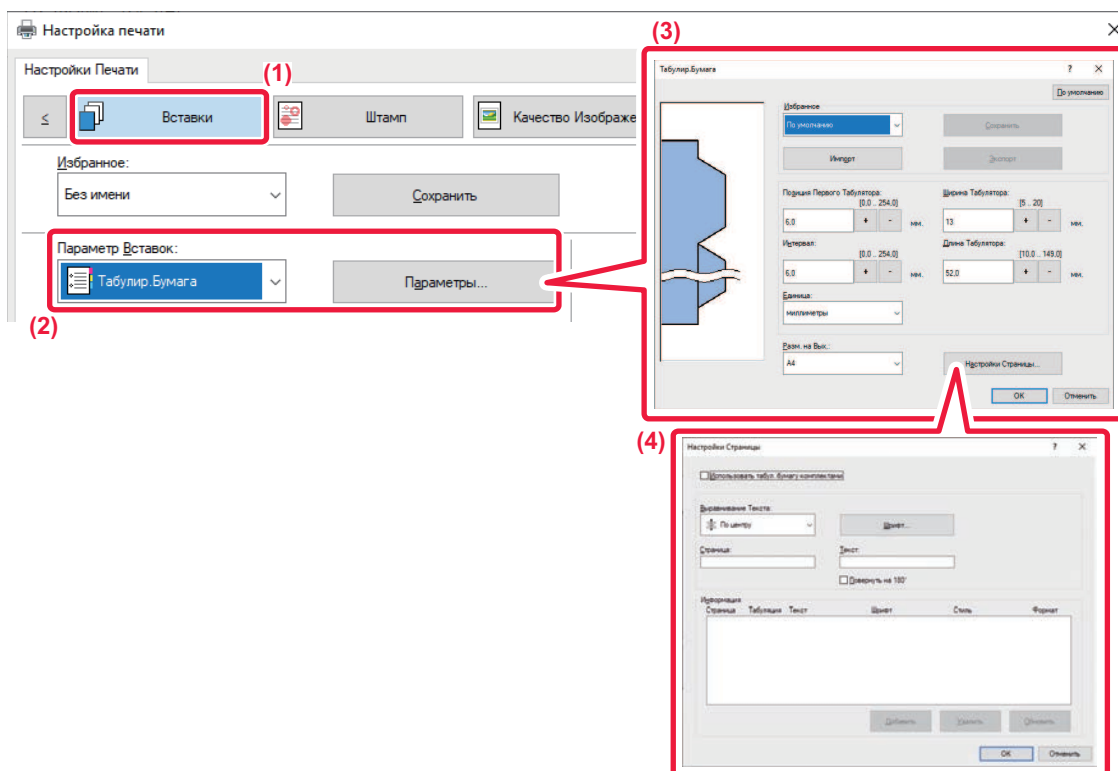 Настройка печати
Настройки Печати
(1)
≤
Вставки
Штамп
Качество Изображе
Избранное:
Без имени
Сохранить
Параметр Вставок:
Табулир.Бумага
Параметры...
(2)
(3)
Табулир.Бумага
?
По умолчанию
Избранное
По умолчанию
Сохранить
Импорт
Экспорт
Позиция Первого Табулятора:
[0,0 .. 254,0]
6,0
+ -
мм.
Ширина Табулятора:
[5 .. 20]
13
+ -
мм.
Интервал:
[0,0 .. 254,0]
6,0
+ -
мм.
Длина Табулятора:
[10,0 .. 149,0]
52,0
+ -
мм.
Единица:
миллиметры
Разм. на Вых.:
A4
Настройки Страницы...
OK
Отменить
(4)
Настройки Страницы
?
Использовать табул. бумагу комплектами
Выравнивание Текста:
По центру
Шрифт...
Страница:
Текст:
Повернуть на 180°
Информация
Страница Табуляция Текст Шрифт Стиль Формат
Добавить
Удалить
Обновить
OK
Отменить